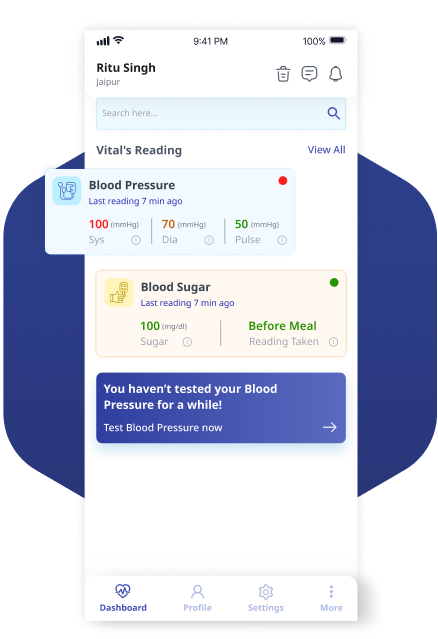 9:41 PM 100%
Ritu Singh
Jaipur
Search here...
Vital's Reading View All
Blood Pressure
Last reading 7 min ago
100 (mmHg) 70 (mmHg) 50 (mmHg)
Sys Dia Pulse
Blood Sugar
Last reading 7 min ago
100 (mg/dl) Before Meal
Sugar Reading Taken
You haven't tested your Blood
Pressure for a while!
Test Blood Pressure now
Dashboard Profile Settings More